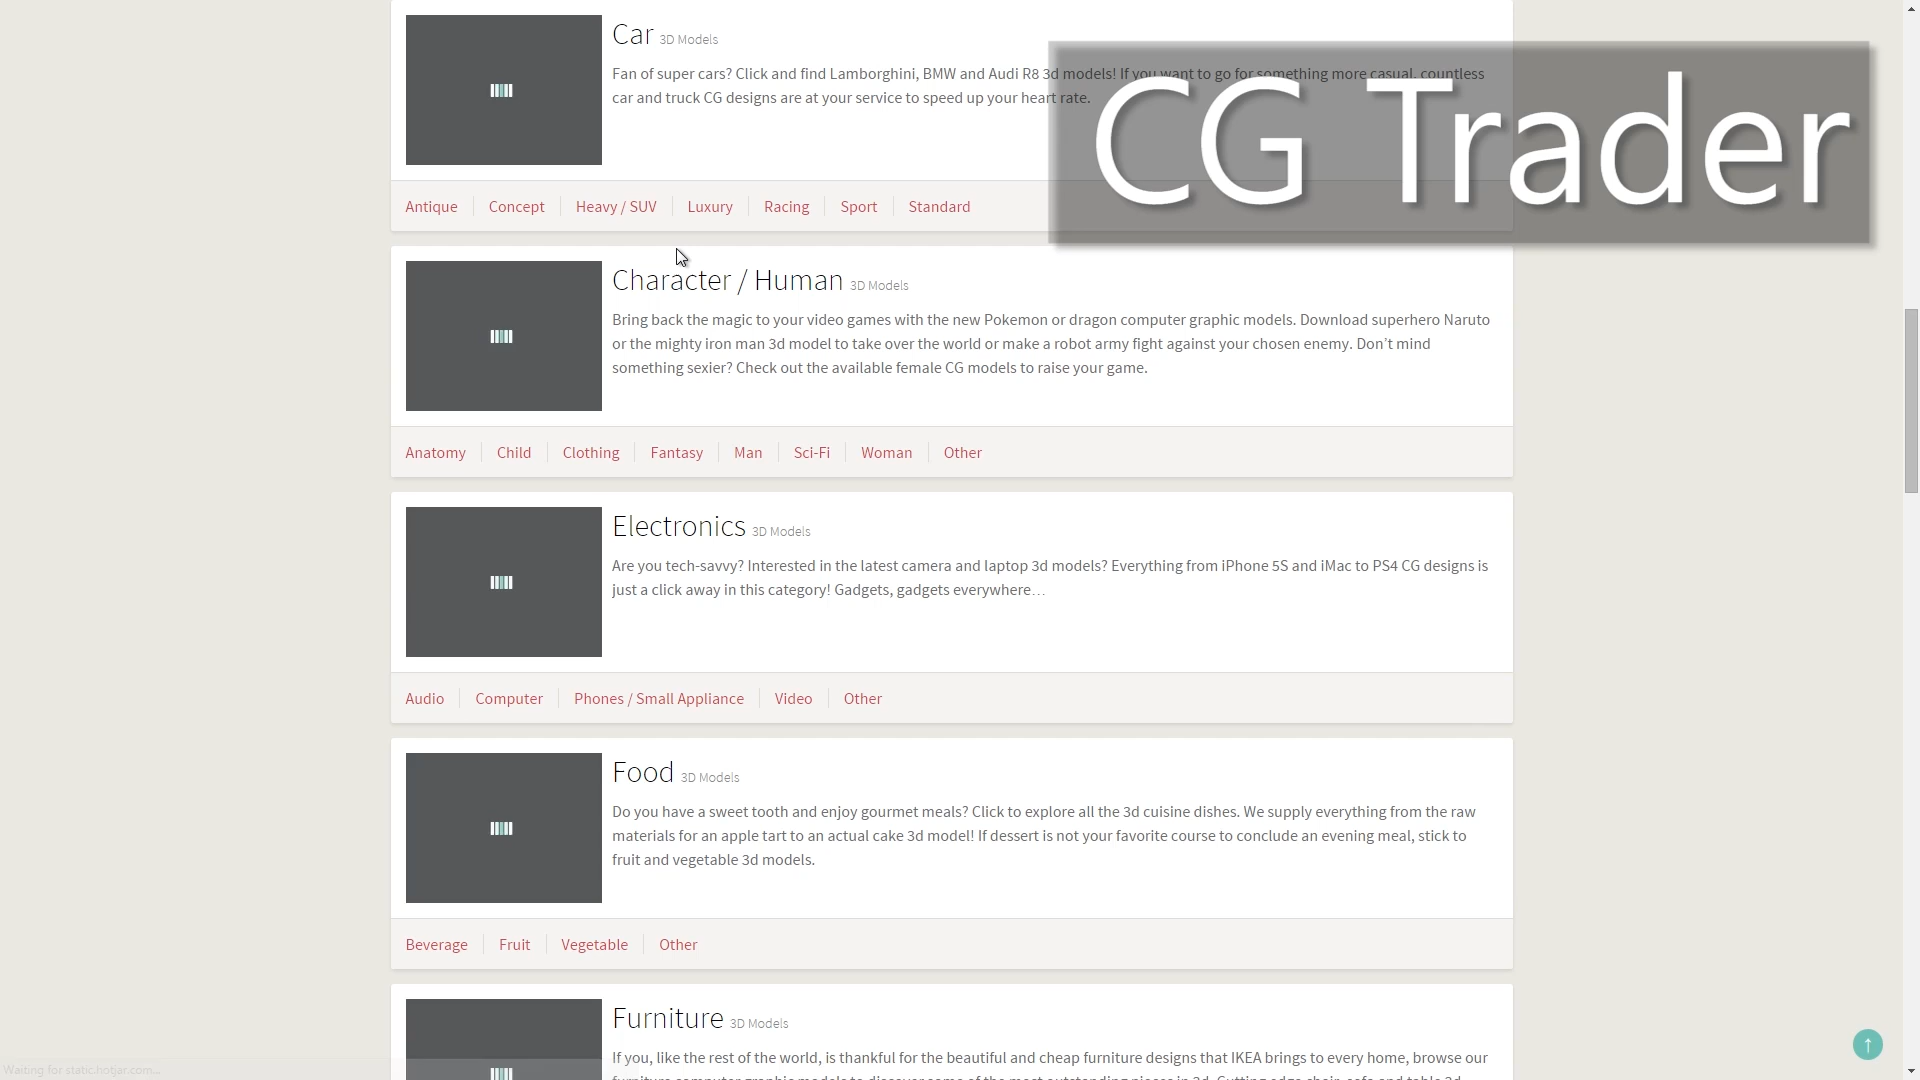 Car 3D Models
Fan of super cars? Click and find Lamborghini, BMW and Audi R8 3d models! If you want to go for something more casual, countless
car and truck CG designs are at your service to speed up your heart rate.
CG Trader
Antique Concept Heavy / SUV Luxury Racing Sport Standard
Character / Human 3D Models
Bring back the magic to your video games with the new Pokemon or dragon computer graphic models. Download superhero Naruto
or the mighty iron man 3d model to take over the world or make a robot army fight against your chosen enemy. Don’t mind
something sexier? Check out the available female CG models to raise your game.
Anatomy Child Clothing Fantasy Man Sci-Fi Woman Other
Electronics 3D Models
Are you tech-savvy? Interested in the latest camera and laptop 3d models? Everything from iPhone 5S and iMac to PS4 CG designs is
just a click away in this category! Gadgets, gadgets everywhere…
Audio Computer Phones / Small Appliance Video Other
Food 3D Models
Do you have a sweet tooth and enjoy gourmet meals? Click to explore all the 3d cuisine dishes. We supply everything from the raw
materials for an apple tart to an actual cake 3d model! If dessert is not your favorite course to conclude an evening meal, stick to
fruit and vegetable 3d models.
Beverage Fruit Vegetable Other
Furniture 3D Models
If you, like the rest of the world, is thankful for the beautiful and cheap furniture designs that IKEA brings to every home, browse our
Waiting for static.hotjar.com...